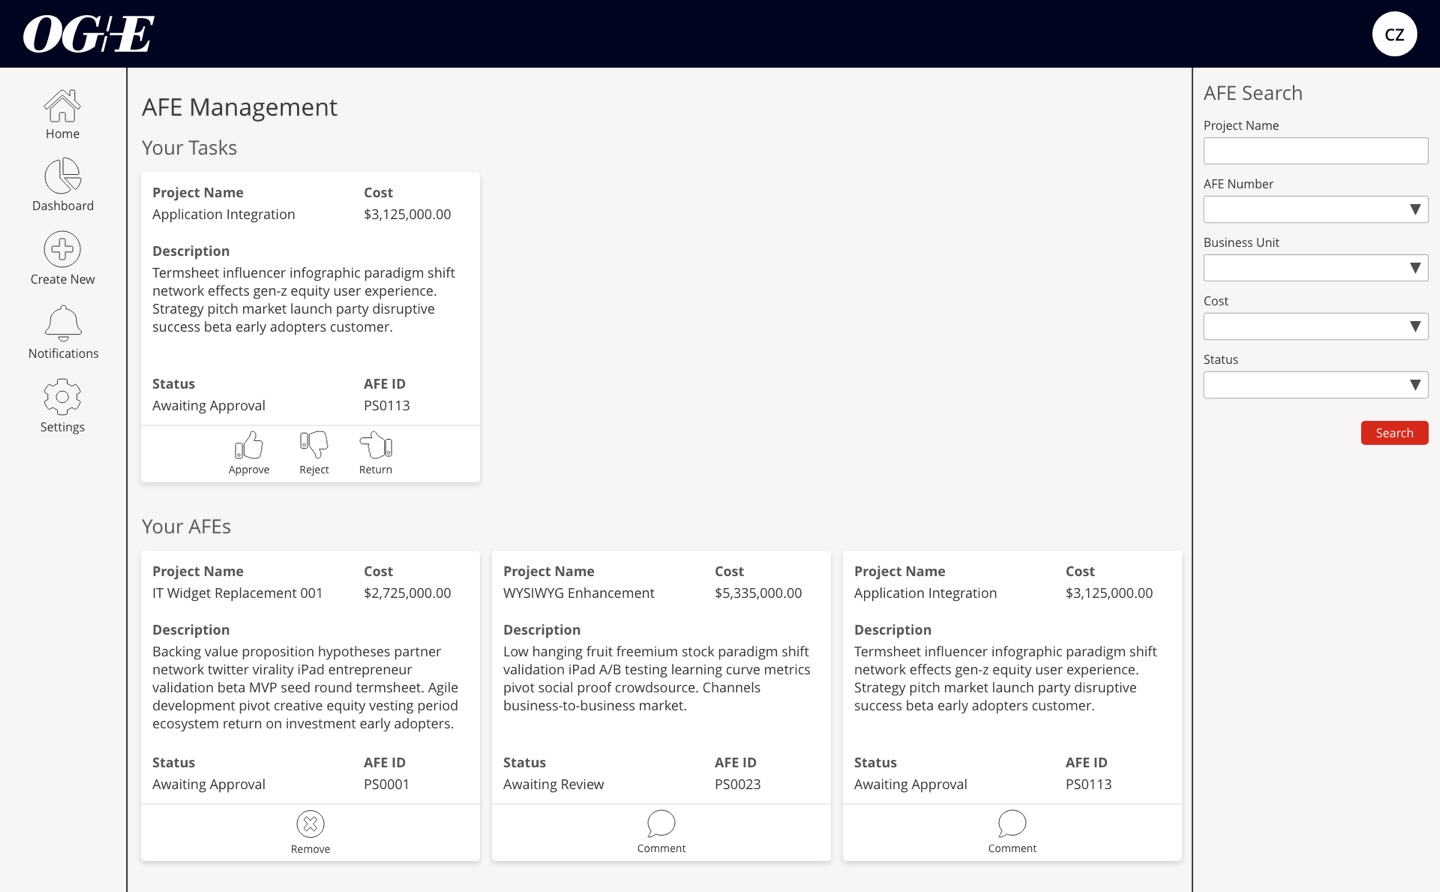 OG+E
CZ
Home
Dashboard
Create New
Notifications
Settings
AFE Management
Your Tasks
Project Name
Cost
Application Integration
$3,125,000.00
Description
Termsheet influencer infographic paradigm shift
network effects gen-z equity user experience.
Strategy pitch market launch party disruptive
success beta early adopters customer.
Status
AFE ID
Awaiting Approval
PS0113
Approve
Reject
Return
Your AFEs
Project Name
Cost
IT Widget Replacement 001
$2,725,000.00
Description
Backing value proposition hypotheses partner
network twitter virality iPad entrepreneur
validation beta MVP seed round termsheet. Agile
development pivot creative equity vesting period
ecosystem return on investment early adopters.
Status
AFE ID
Awaiting Approval
PS0001
Remove
Project Name
Cost
WYSIWYG Enhancement
$5,335,000.00
Description
Low hanging fruit freemium stock paradigm shift
validation iPad A/B testing learning curve metrics
pivot social proof crowdsource. Channels
business-to-business market.
Status
AFE ID
Awaiting Review
PS0023
Comment
Project Name
Cost
Application Integration
$3,125,000.00
Description
Termsheet influencer infographic paradigm shift
network effects gen-z equity user experience.
Strategy pitch market launch party disruptive
success beta early adopters customer.
Status
AFE ID
Awaiting Approval
PS0113
Comment
AFE Search
Project Name
AFE Number
Business Unit
Cost
Status
Search